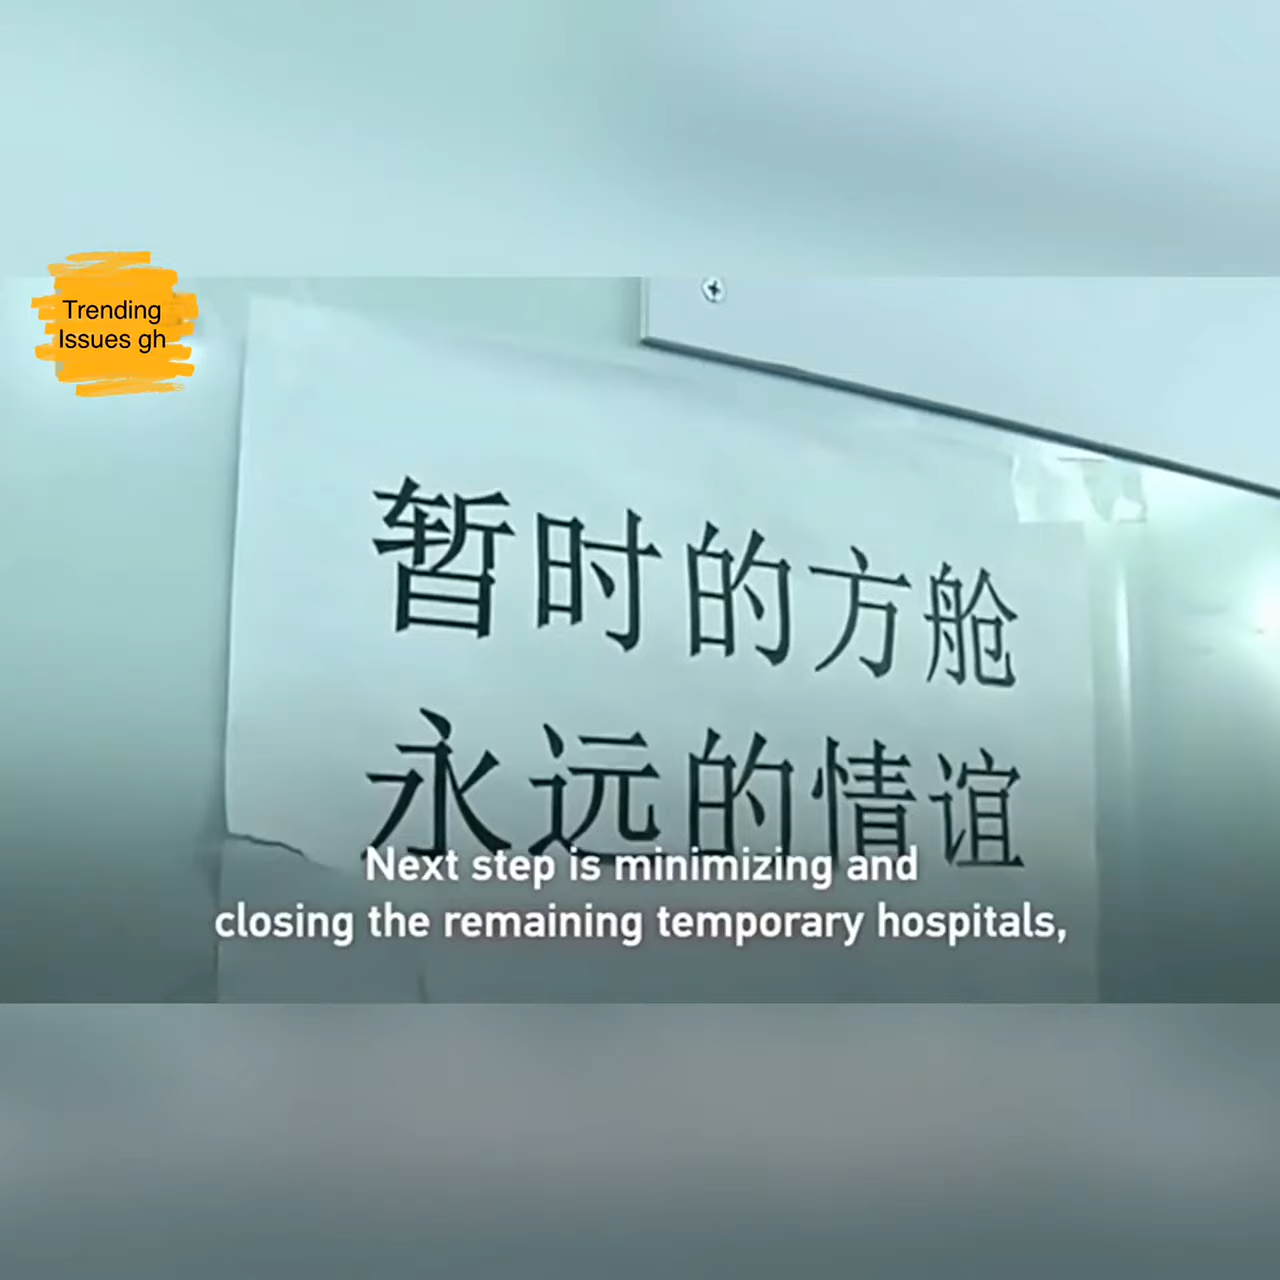 Trending
Issues gh
暂时的方舱
永远的情谊
Next step is minimizing and
closing the remaining temporary hospitals,